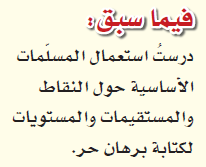 فيما سبق:
درستُ استعمال المسلّمات
الأساسية حول النقاط
والمستقيمات والمستويات
لكتابة برهان حر.